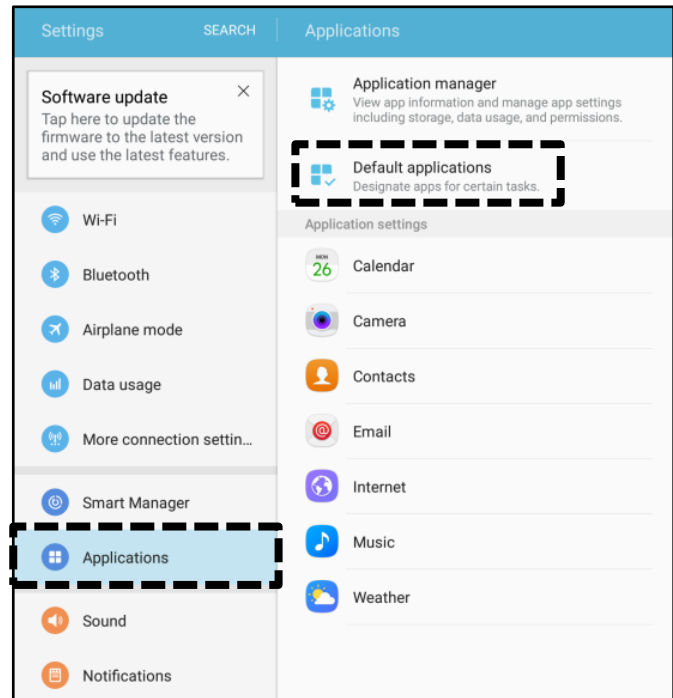 Settings
SEARCH
Software update
Tap here to update the
firmware to the latest version
and use the latest features.
Wi-Fi
Bluetooth
Airplane mode
Data usage
More connection settin...
Smart Manager
Applications
Sound
Notifications
Applications
Application manager
View app information and manage app settings
including storage, data usage, and permissions.
Default applications
Designate apps for certain tasks.
Application settings
MON
26
Calendar
Camera
Contacts
@
Email
Internet
Music
Weather